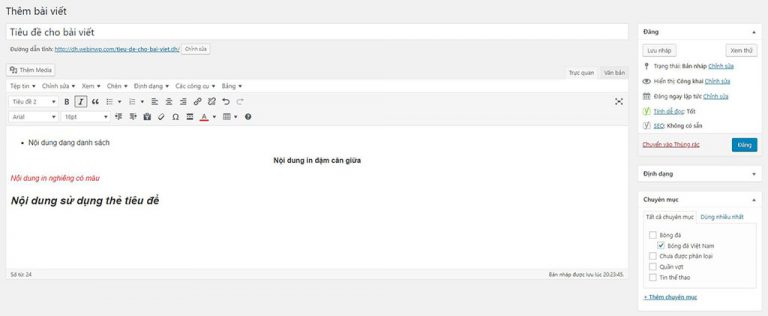 Thêm bài viết
Tiêu đề cho bài viết
Đường dẫn tĩnh: http://dh.webinwp.com/tieu-de-cho-bai-viet.dh/ Chỉnh sửa
Thêm Media
Trực quan Văn bản
Tệp tin Chỉnh sửa Xem Chèn Định dạng Các công cụ Bảng
Tiêu đề 2 B I
Arial 16pt
Nội dung dạng danh sách
Nội dung in đậm căn giữa
Nội dung in nghiêng có màu
Nội dung sử dụng thẻ tiêu đề
Số từ: 24 Bản nháp được lưu lúc 20:23:45.
Đăng
Lưu nháp Xem thử
Trạng thái: Bản nháp Chỉnh sửa
Hiển thị: Công khai Chỉnh sửa
Đăng ngay lập tức Chỉnh sửa
Tính dễ đọc: Tốt
SEO: Không có sẵn
Chuyển vào Thùng rác Đăng
Định dạng
Chuyên mục
Tất cả chuyên mục Dùng nhiều nhất
Bóng đá
Bóng đá Việt Nam
Chưa được phân loại
Quần vợt
Tin thể thao
+ Thêm chuyên mục